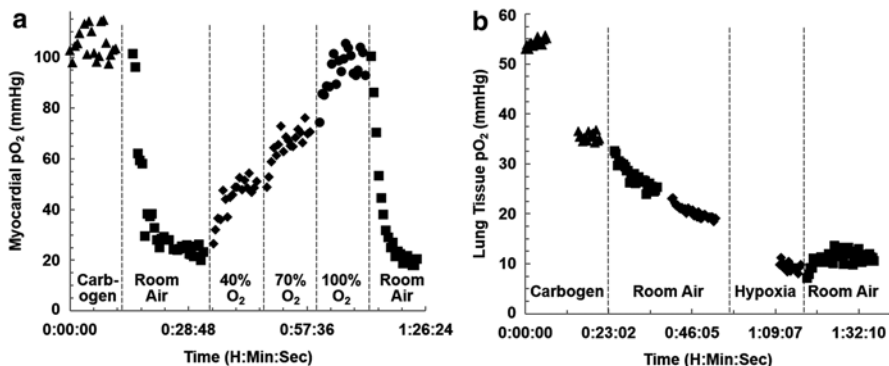 a
Myocardial pO2 (mmHg)
100
80
60
40
20
0
Carb-
ogen
Room
Air
40%
O2
70%
O2
100%
O2
Room
Air
0:00:00
0:28:48
0:57:36
1:26:24
Time (H:Min:Sec)
b
Lung Tissue pO2 (mmHg)
60
50
40
30
20
10
0
Carbogen
Room Air
Hypoxia
Room Air
0:00:00
0:23:02
0:46:05
1:09:07
1:32:10
Time (H:Min:Sec)